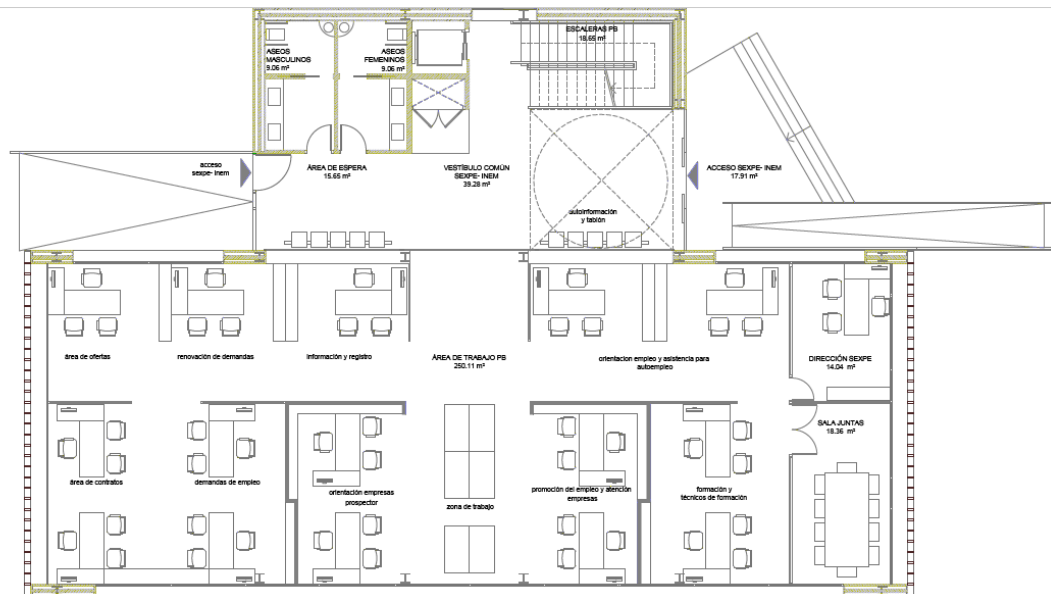 ESCALERAS PB
18.65 m²
ASEOS
MASCULINOS
9.06 m²
ASEOS
FEMENINOS
9.06 m²
acceso
sexpe- inem
ÁREA DE ESPERA
15.65 m²
VESTÍBULO COMÚN
SEXPE- INEM
39.28 m²
ACCESO SEXPE- INEM
17.91 m²
autoinformación
y tablón
área de ofertas
renovación de demandas
información y registro
ÁREA DE TRABAJO PB
250.11 m²
orientacion empleo y asistencia para
autoempleo
DIRECCIÓN SEXPE
14.04 m²
SALA JUNTAS
18.36 m²
área de contratos
demandas de empleo
orientación empresas
prospector
zona de trabajo
promoción del empleo y atención
empresas
formación y
técnicos de formación